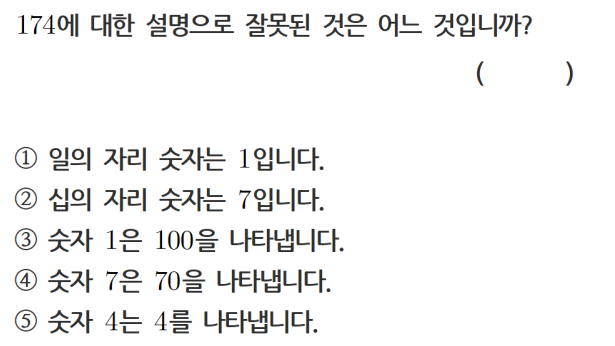 174에 대한 설명으로 잘못된 것은 어느 것입니까?
(        )
① 일의 자리 숫자는 1입니다.
② 십의 자리 숫자는 7입니다.
③ 숫자 1은 100을 나타냅니다.
④ 숫자 7은 70을 나타냅니다.
⑤ 숫자 4는 4를 나타냅니다.